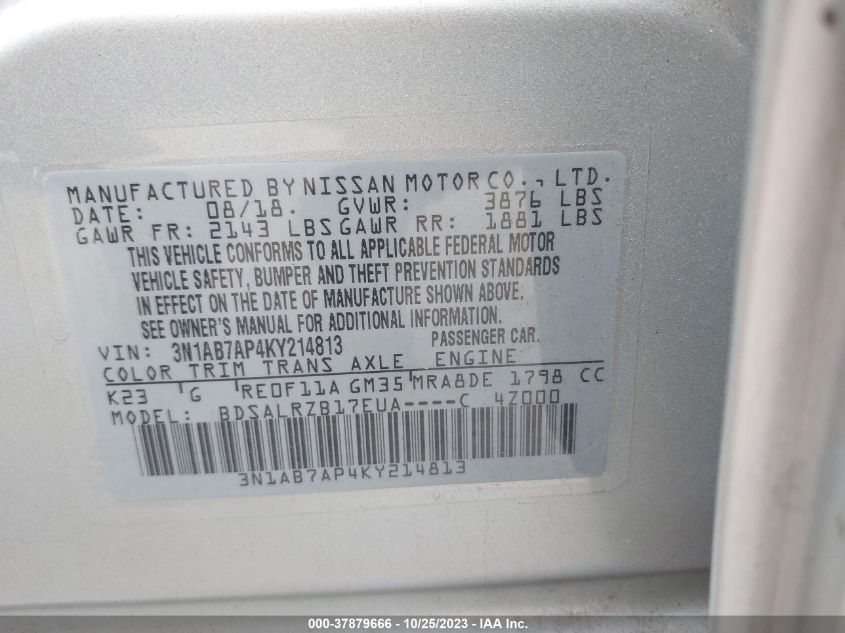 MANUFACTURED BY NISSAN MOTOR CO., LTD.
DATE: 08/18. GVWR: 3876 LBS
GAWR FR: 2143 LBS GAWR RR: 1881 LBS
THIS VEHICLE CONFORMS TO ALL APPLICABLE FEDERAL MOTOR
VEHICLE SAFETY, BUMPER AND THEFT PREVENTION STANDARDS
IN EFFECT ON THE DATE OF MANUFACTURE SHOWN ABOVE.
SEE OWNER'S MANUAL FOR ADDITIONAL INFORMATION.
VIN: 3N1AB7AP4KY214813 PASSENGER CAR.
COLOR TRIM TRANS AXLE ENGINE
K23 G RE0F11A GM35 MRA8DE 1798 CC
MODEL: BDSALRZB17EUA----C 4Z000
3N1AB7AP4KY214813
000-37879666 - 10/25/2023 - IAA Inc.